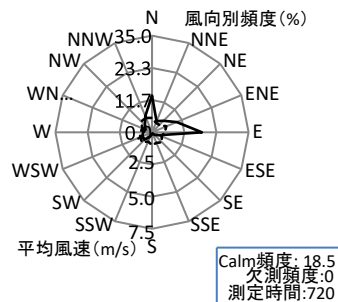 N
風向別頻度(%)
35.0
NNW
NNE
NW
23.3
NE
WN...
11.7
ENE
W
0.0
E
WSW
2.5
ESE
SW
5.0
SE
SSW
SSE
7.5
平均風速(m/s)
S
Calm頻度: 18.5
欠測頻度:0
測定時間:720